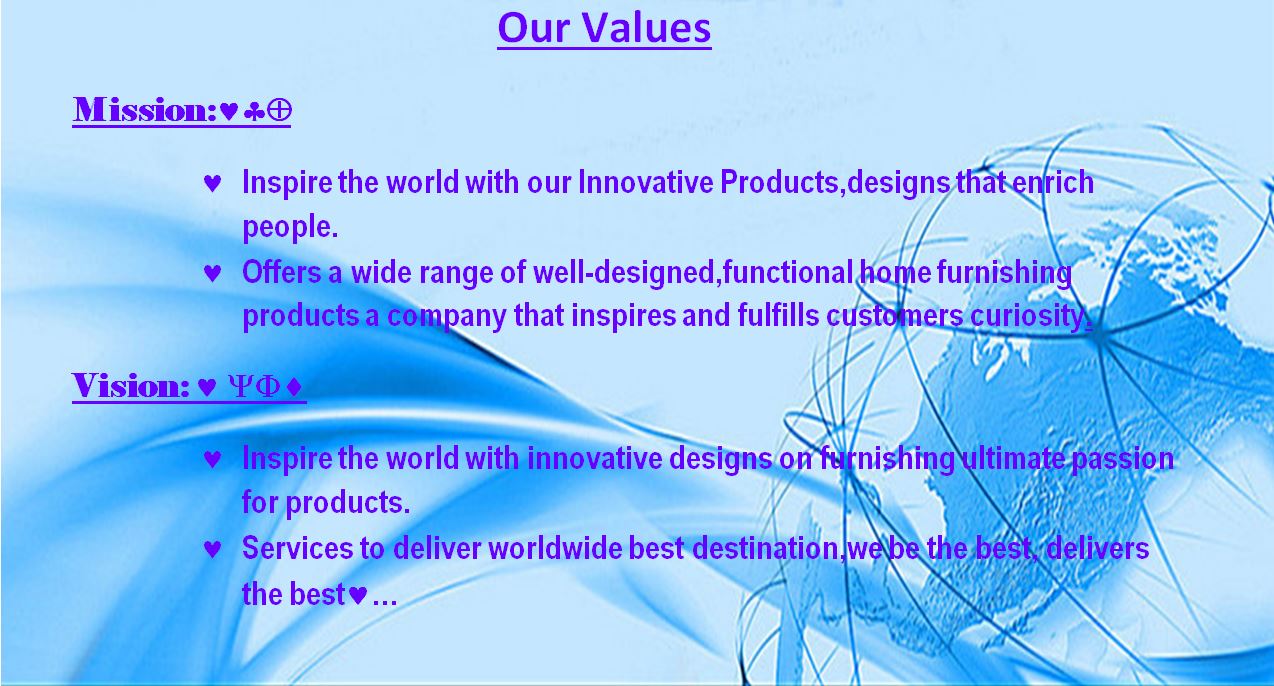 Our Values
Mission:♥♣⊕
♥ Inspire the world with our Innovative Products,designs that enrich
people.
♥ Offers a wide range of well-designed,functional home furnishing
products a company that inspires and fulfills customers curiosity.
Vision: ♥ ΨΦ♦
♥ Inspire the world with innovative designs on furnishing ultimate passion
for products.
♥ Services to deliver worldwide best destination,we be the best, delivers
the best♥...